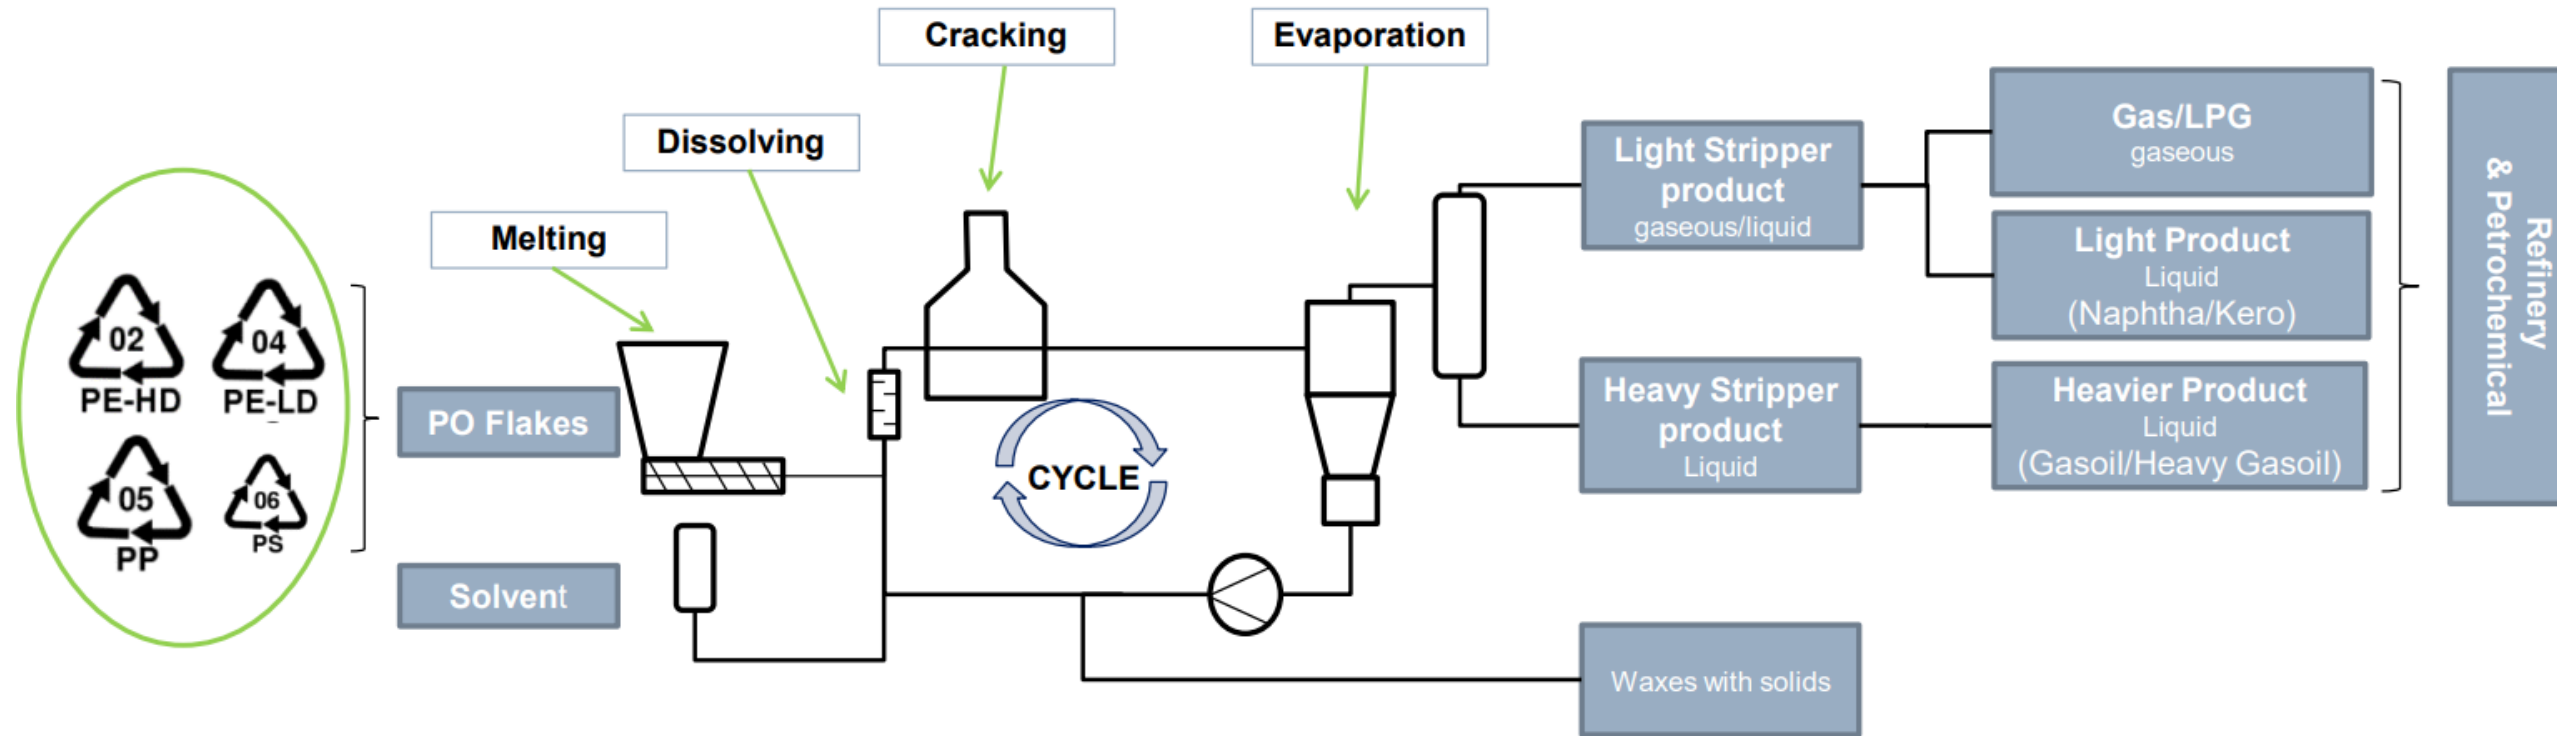 Cracking
Evaporation
Dissolving
Melting
02
PE-HD
04
PE-LD
05
PP
06
PS
PO Flakes
Solvent
CYCLE
Light Stripper
product
gaseous/liquid
Heavy Stripper
product
Liquid
Waxes with solids
Gas/LPG
gaseous
Light Product
Liquid
(Naphtha/Kero)
Heavier Product
Liquid
(Gasoil/Heavy Gasoil)
Refinery
& Petrochemical